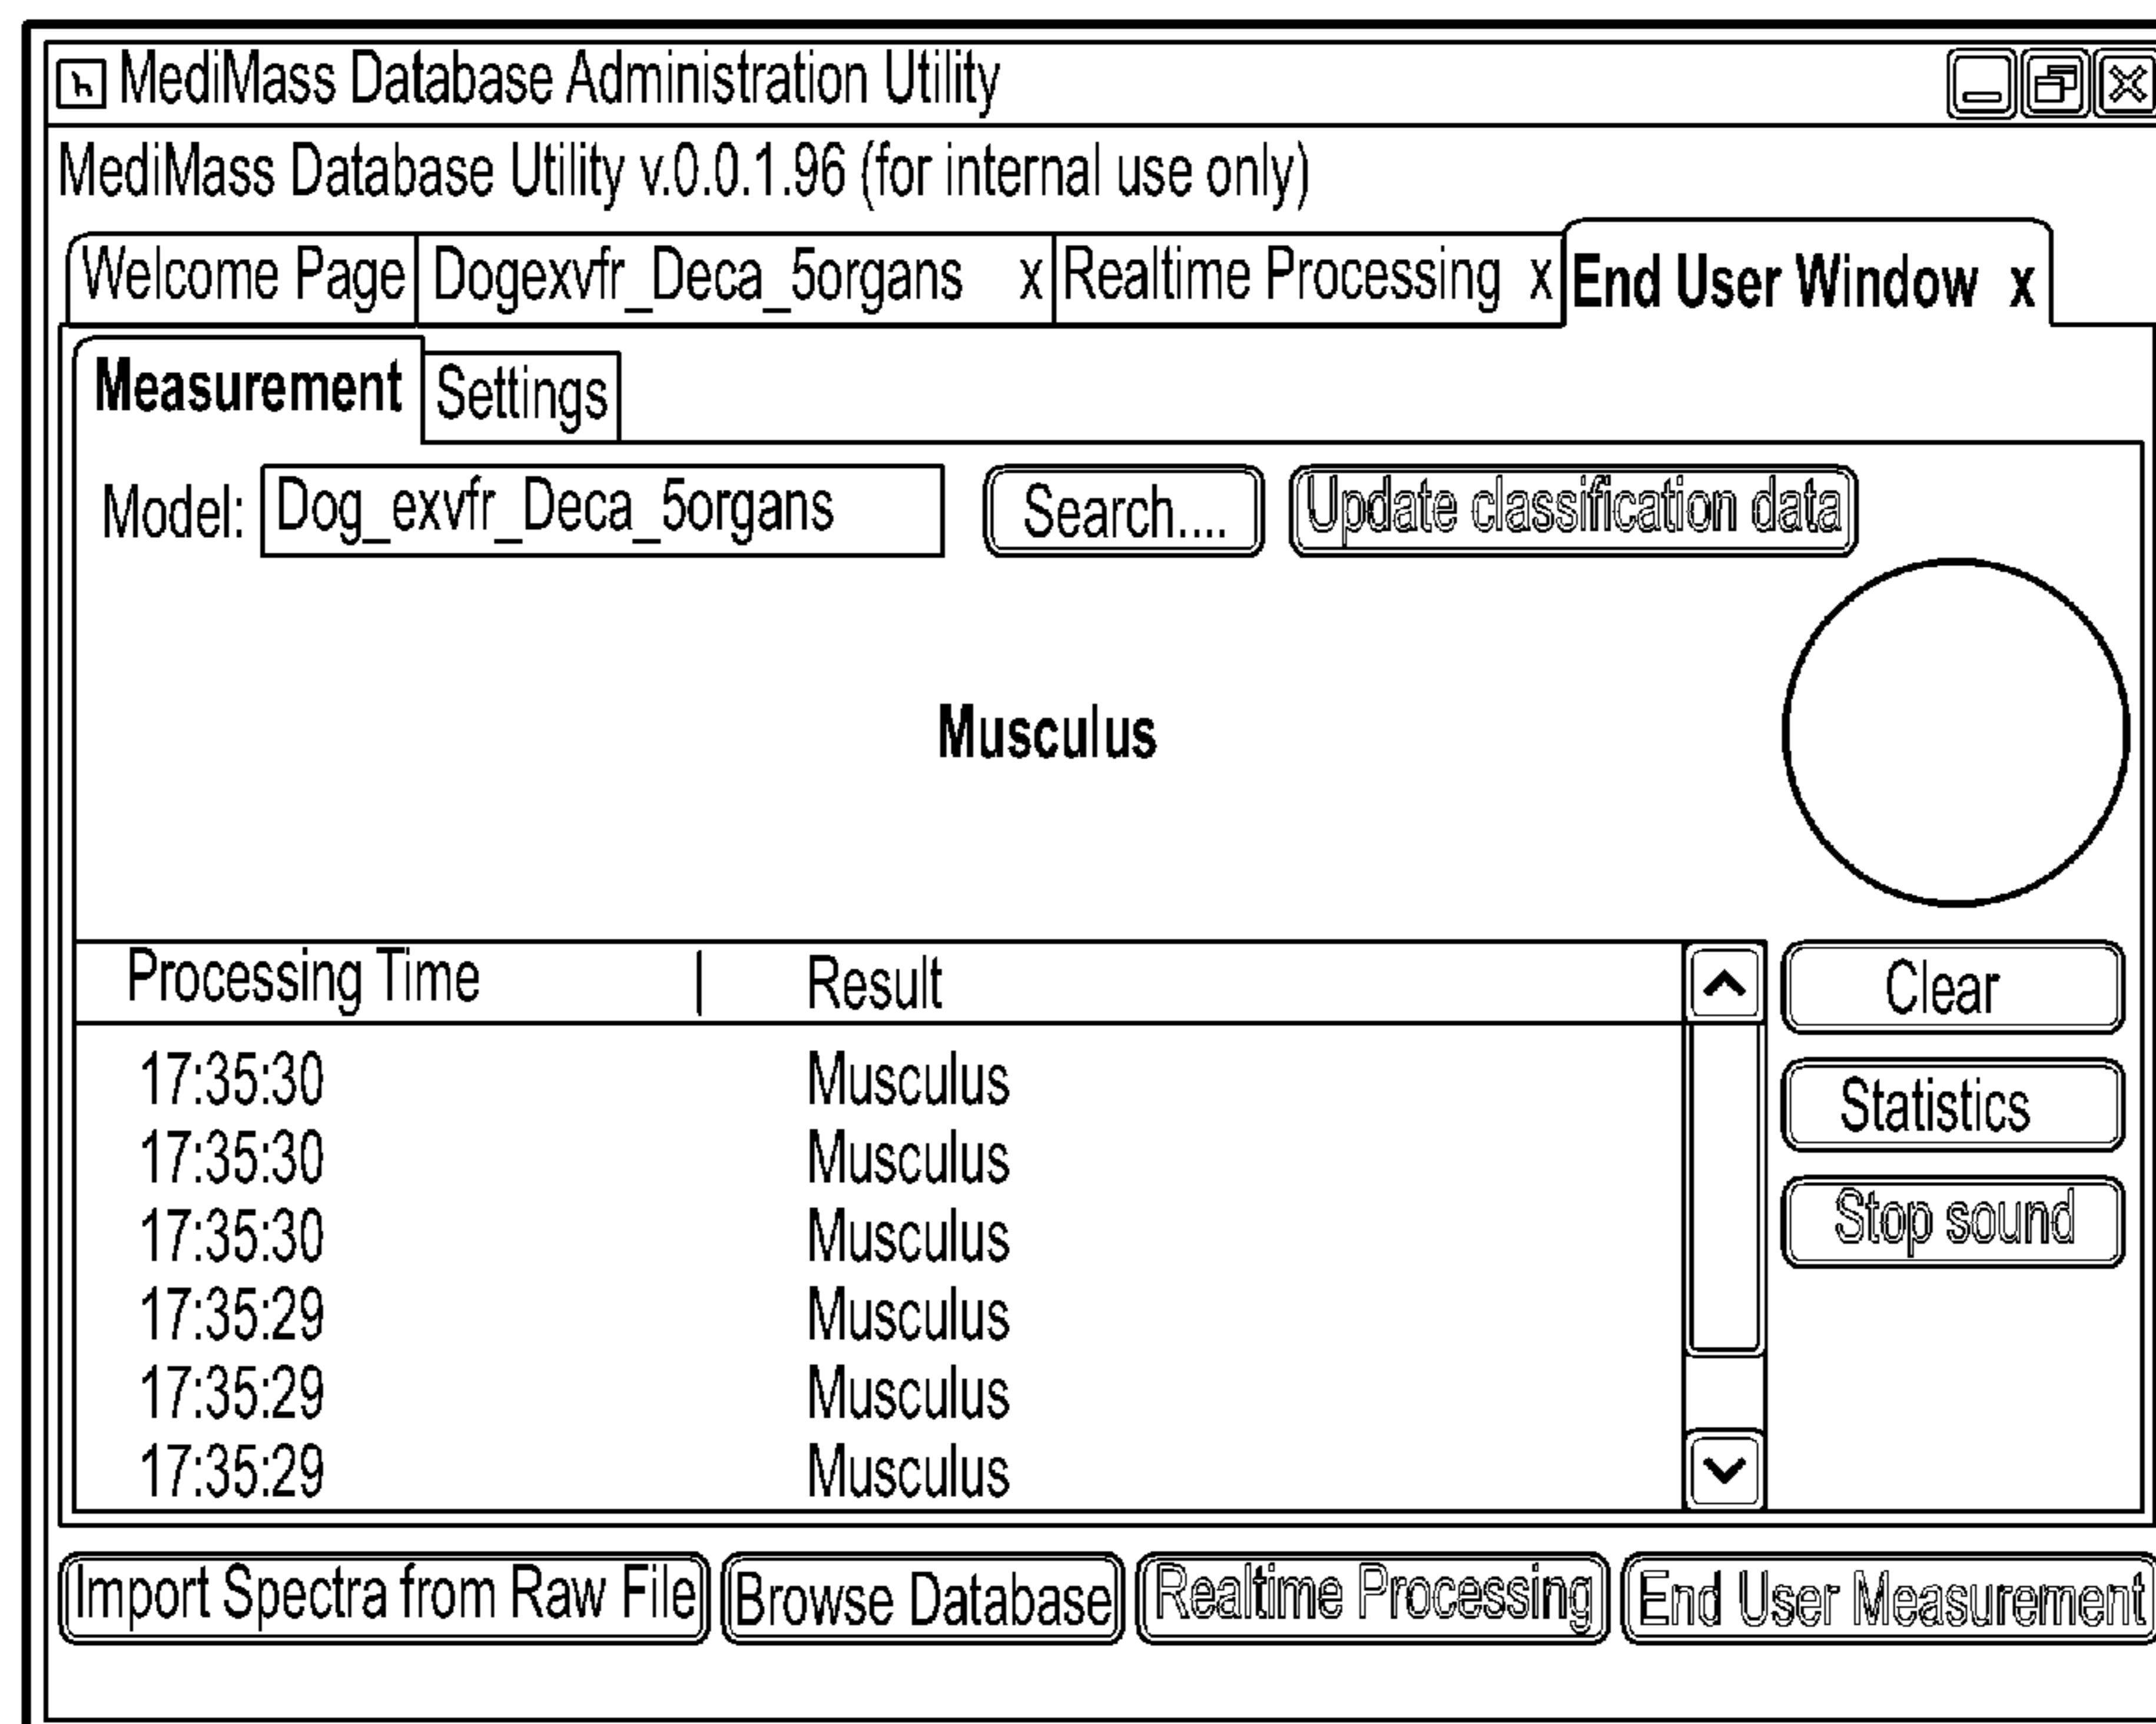 MediMass Database Administration Utility
MediMass Database Utility v.0.0.1.96 (for internal use only)
Welcome Page Dogexvfr_Deca_5organs x Realtime Processing x End User Window x
Measurement Settings
Model: Dog_exvfr_Deca_5organs Search.... Update classification data
Musculus
Processing Time | Result Clear
17:35:30 Musculus
Statistics
17:35:30 Musculus
17:35:30 Musculus Stop sound
17:35:29 Musculus
17:35:29 Musculus
17:35:29 Musculus
Import Spectra from Raw File Browse Database Realtime Processing End User Measurement